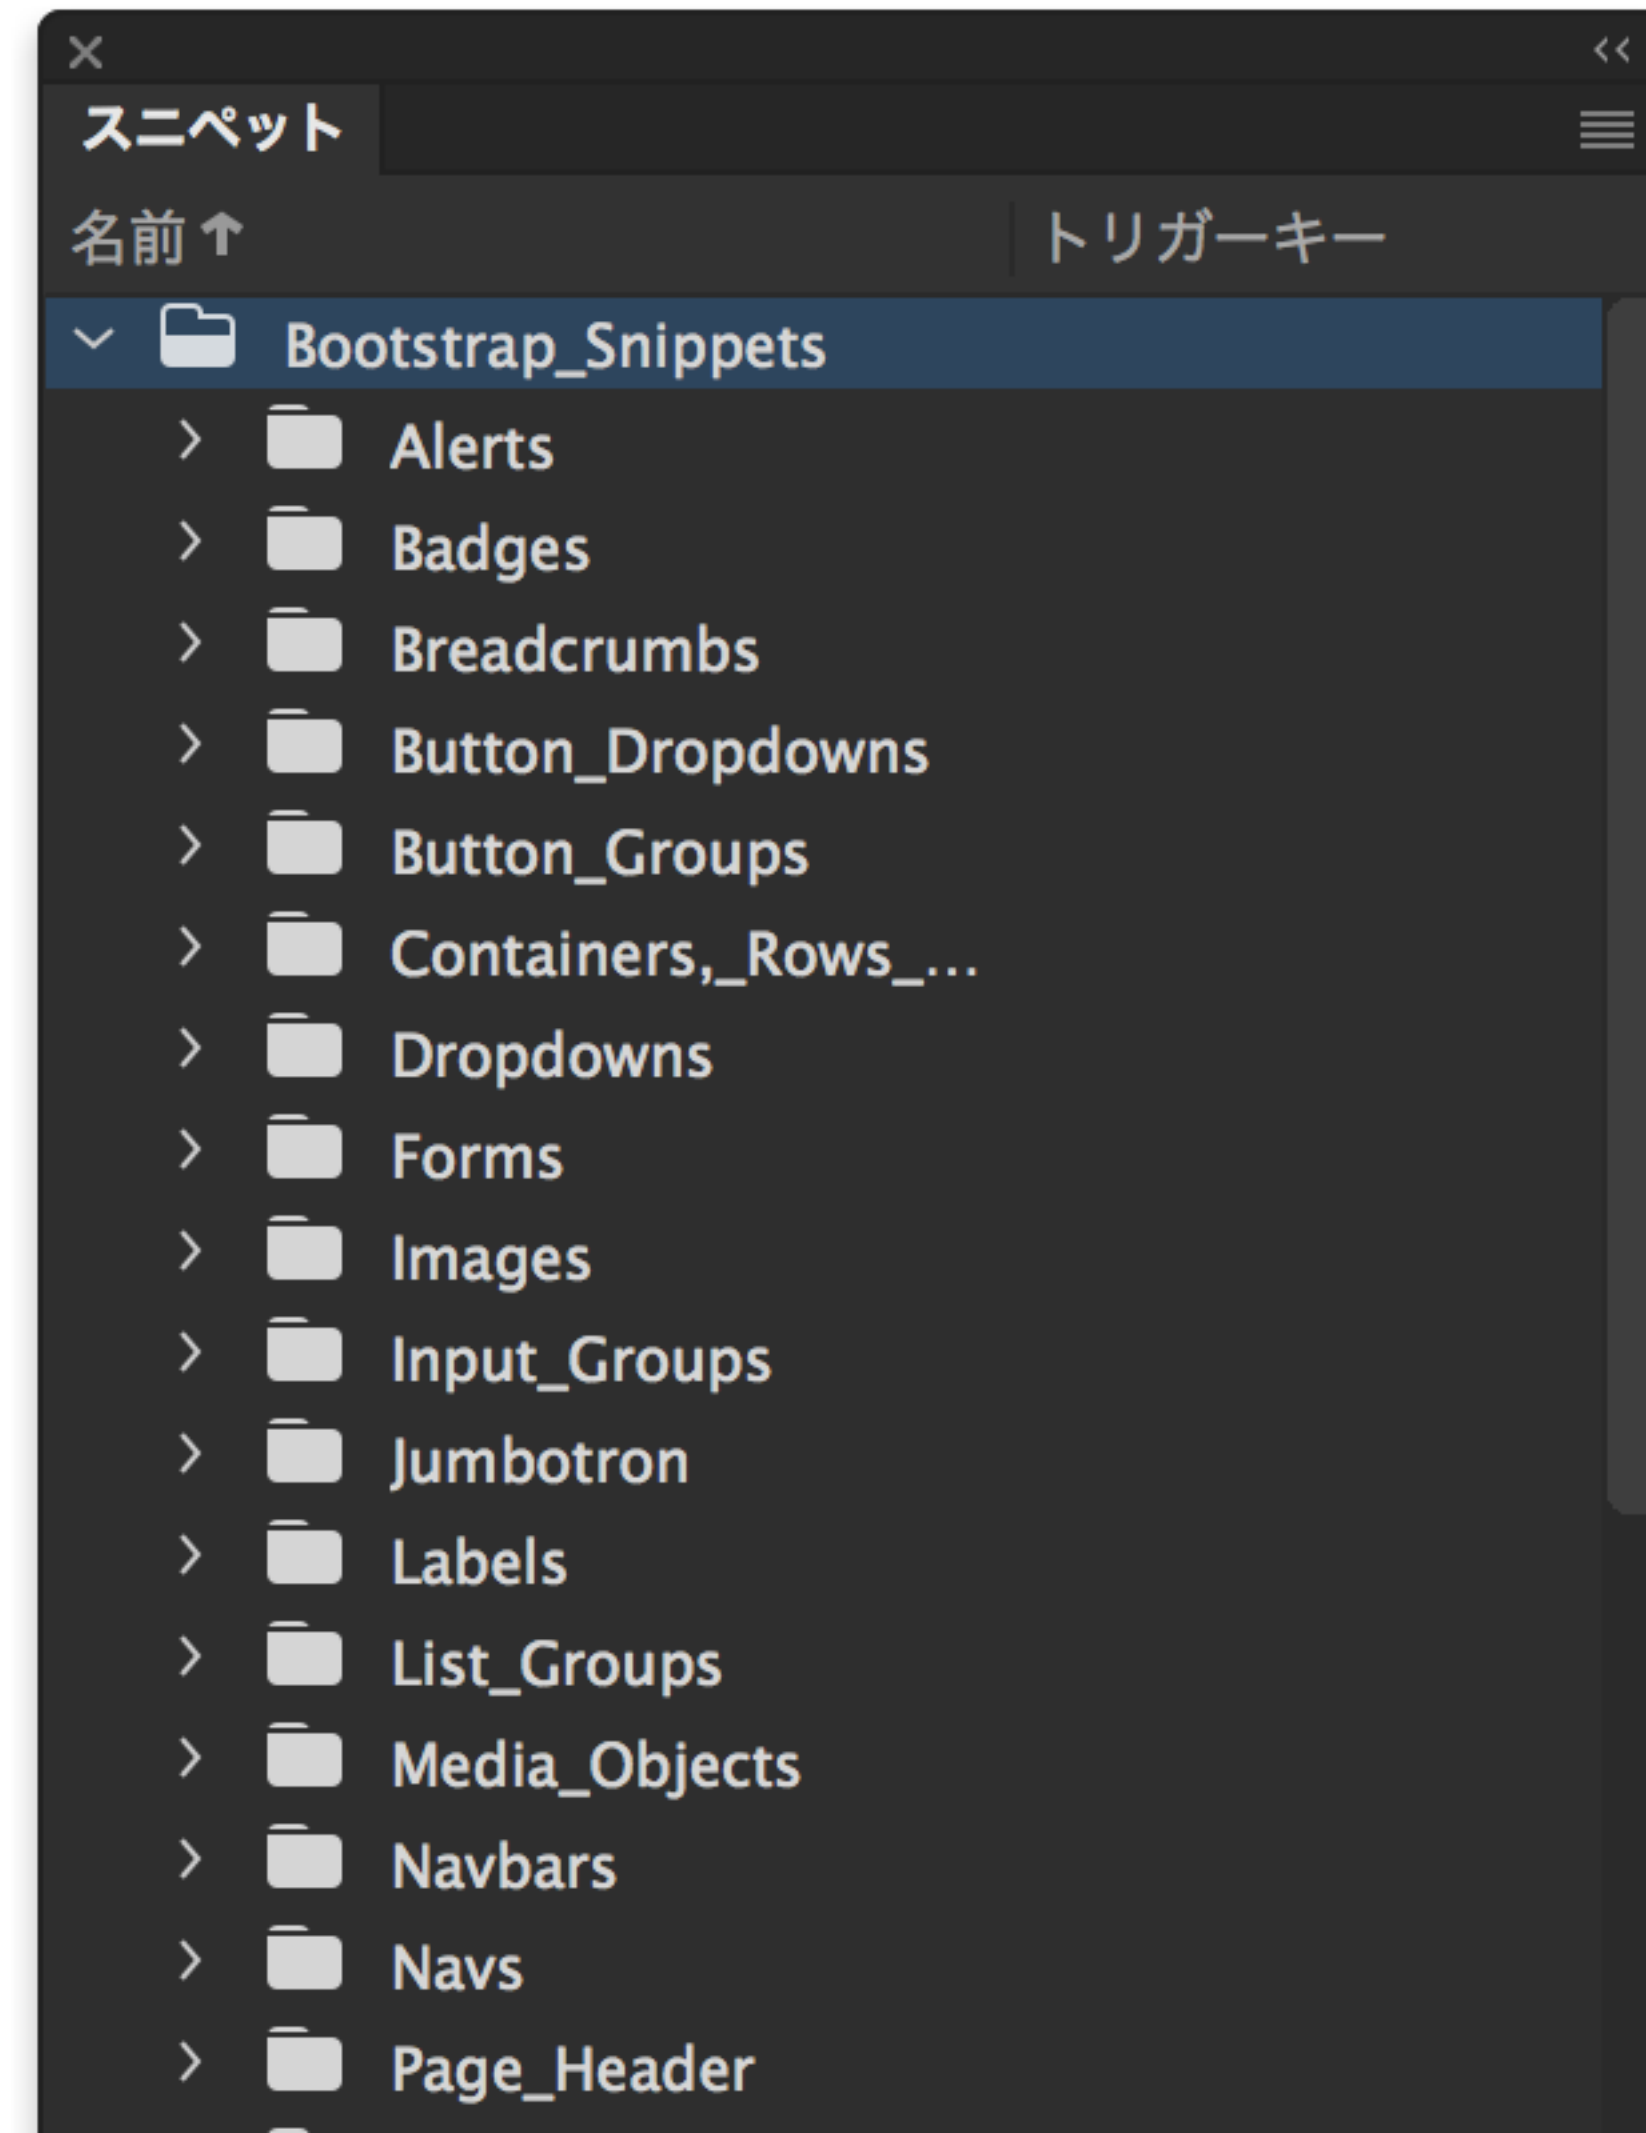 スニペット
名前↑ トリガーキー
Bootstrap_Snippets
Alerts
Badges
Breadcrumbs
Button_Dropdowns
Button_Groups
Containers,_Rows_...
Dropdowns
Forms
Images
Input_Groups
Jumbotron
Labels
List_Groups
Media_Objects
Navbars
Navs
Page_Header